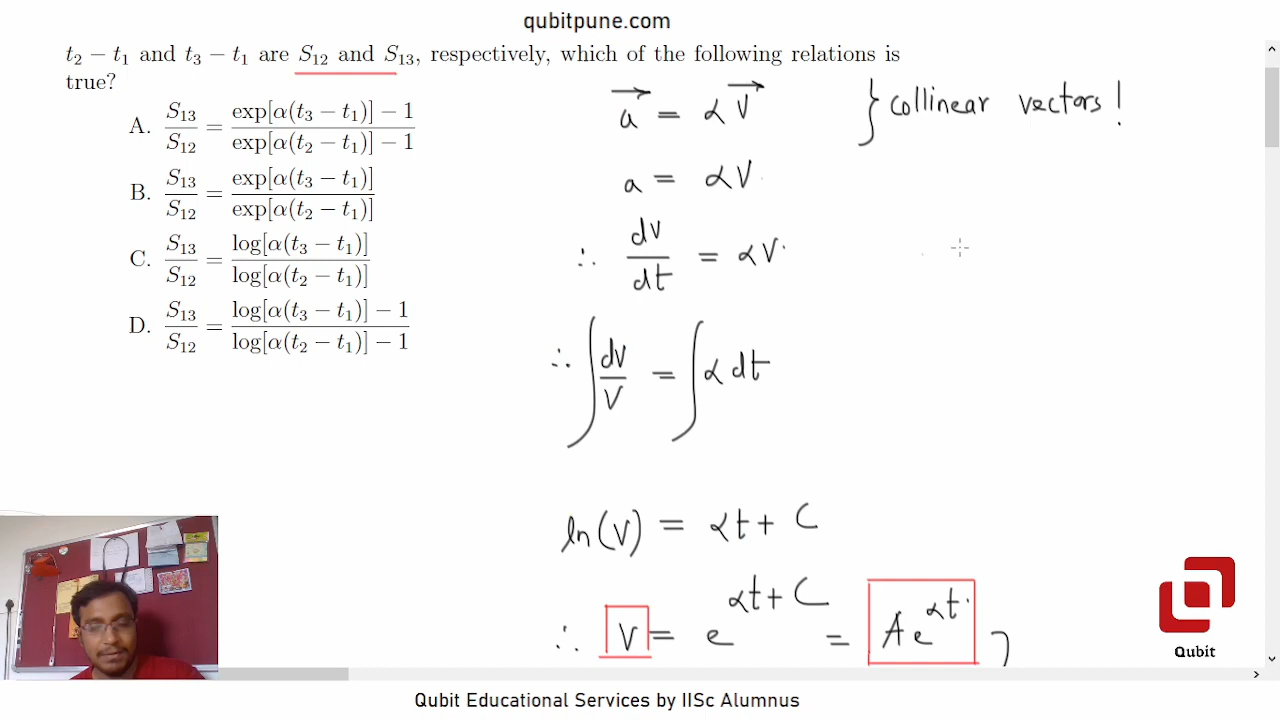 qubitpune.com
t₂ − t₁ and t₃ − t₁ are S₁₂ and S₁₃, respectively, which of the following relations is
true?
A. S₁₃/S₁₂ = exp[α(t₃ − t₁)] − 1 / exp[α(t₂ − t₁)] − 1
B. S₁₃/S₁₂ = exp[α(t₃ − t₁)] / exp[α(t₂ − t₁)]
C. S₁₃/S₁₂ = log[α(t₃ − t₁)] / log[α(t₂ − t₁)]
D. S₁₃/S₁₂ = log[α(t₃ − t₁)] − 1 / log[α(t₂ − t₁)] − 1
a⃗ = α v⃗ } collinear vectors!
a = αV
∴ dv/dt = αV
∴ ∫ dv/V = ∫ α dt
ln(V) = αt + C
∴ V = e^(αt + C) = A e^(αt)
Qubit
Qubit Educational Services by IISc Alumnus